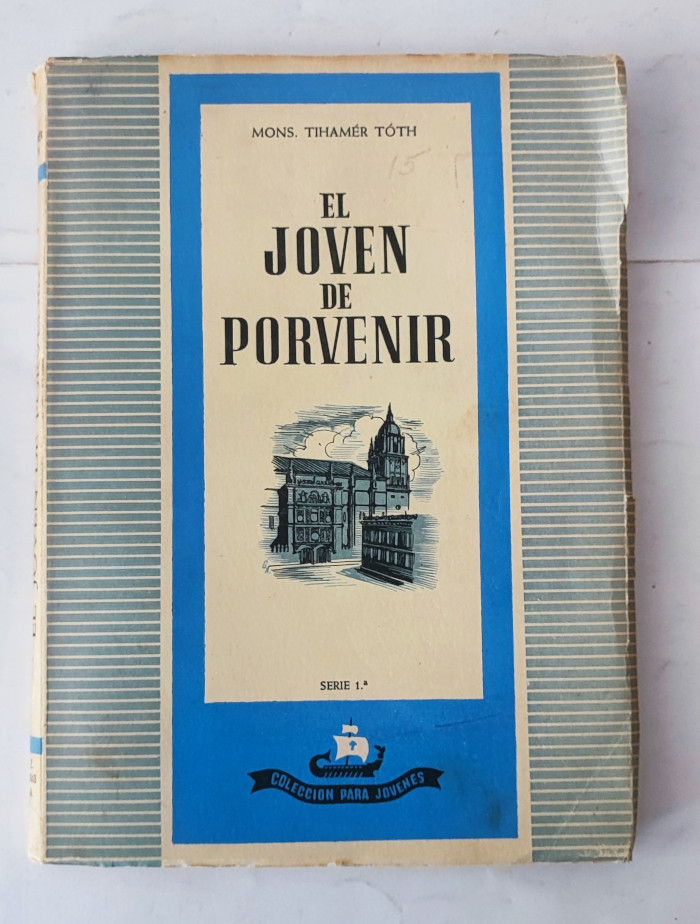 MONS. TIHAMÉR TÓTH
15
EL
JOVEN
DE
PORVENIR
SERIE 1.ª
COLECCION PARA JOVENES